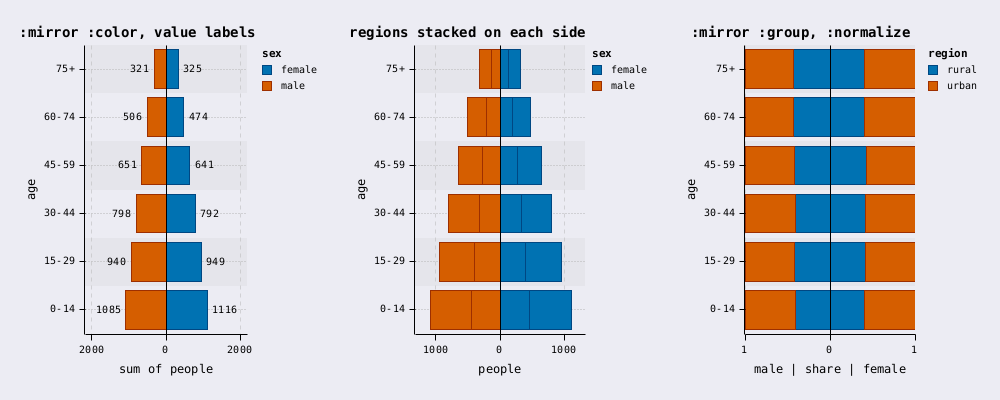 :mirror :color, value labels
sex
female
male
75+
60-74
45-59
30-44
15-29
0-14
age
321
325
506
474
651
641
798
792
940
949
1085
1116
2000
0
2000
sum of people
regions stacked on each side
sex
female
male
75+
60-74
45-59
30-44
15-29
0-14
age
1000
0
1000
people
:mirror :group, :normalize
region
rural
urban
75+
60-74
45-59
30-44
15-29
0-14
age
1
0
1
male | share | female